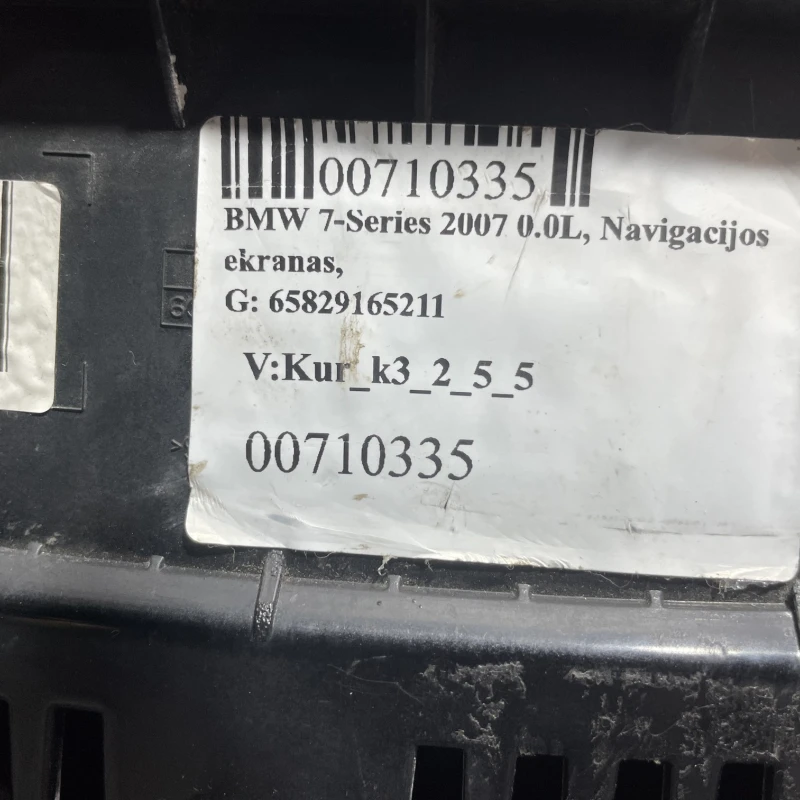 00710335
BMW 7-Series 2007 0.0L, Navigacijos
ekranas,
G: 65829165211
V:Kur_k3_2_5_5
00710335